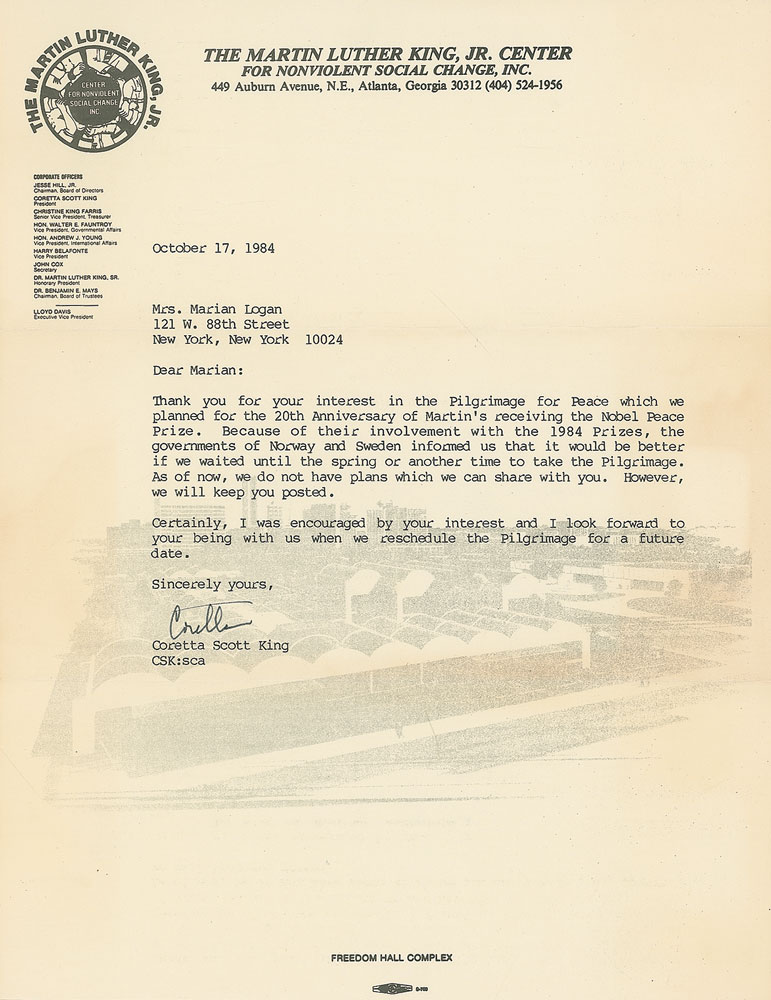 THE MARTIN LUTHER KING, JR.
CENTER
FOR NONVIOLENT
SOCIAL CHANGE
INC.
THE MARTIN LUTHER KING, JR. CENTER
FOR NONVIOLENT SOCIAL CHANGE, INC.
449 Auburn Avenue, N.E., Atlanta, Georgia 30312 (404) 524-1956
CORPORATE OFFICERS
JESSE HILL, JR.
Chairman, Board of Directors
CORETTA SCOTT KING
President
CHRISTINE KING FARRIS
Senior Vice President, Treasurer
HON. WALTER E. FAUNTROY
Vice President, Governmental Affairs
HON. ANDREW J. YOUNG
Vice President, International Affairs
HARRY BELAFONTE
Vice President
JOHN COX
Secretary
DR. MARTIN LUTHER KING, SR.
Honorary President
DR. BENJAMIN E. MAYS
Chairman, Board of Trustees
LLOYD DAVIS
Executive Vice President
October 17, 1984
Mrs. Marian Logan
121 W. 88th Street
New York, New York 10024
Dear Marian:
Thank you for your interest in the Pilgrimage for Peace which we
planned for the 20th Anniversary of Martin's receiving the Nobel Peace
Prize. Because of their involvement with the 1984 Prizes, the
governments of Norway and Sweden informed us that it would be better
if we waited until the spring or another time to take the Pilgrimage.
As of now, we do not have plans which we can share with you. However,
we will keep you posted.
Certainly, I was encouraged by your interest and I look forward to
your being with us when we reschedule the Pilgrimage for a future
date.
Sincerely yours,
Coretta
Coretta Scott King
CSK:sca
FREEDOM HALL COMPLEX